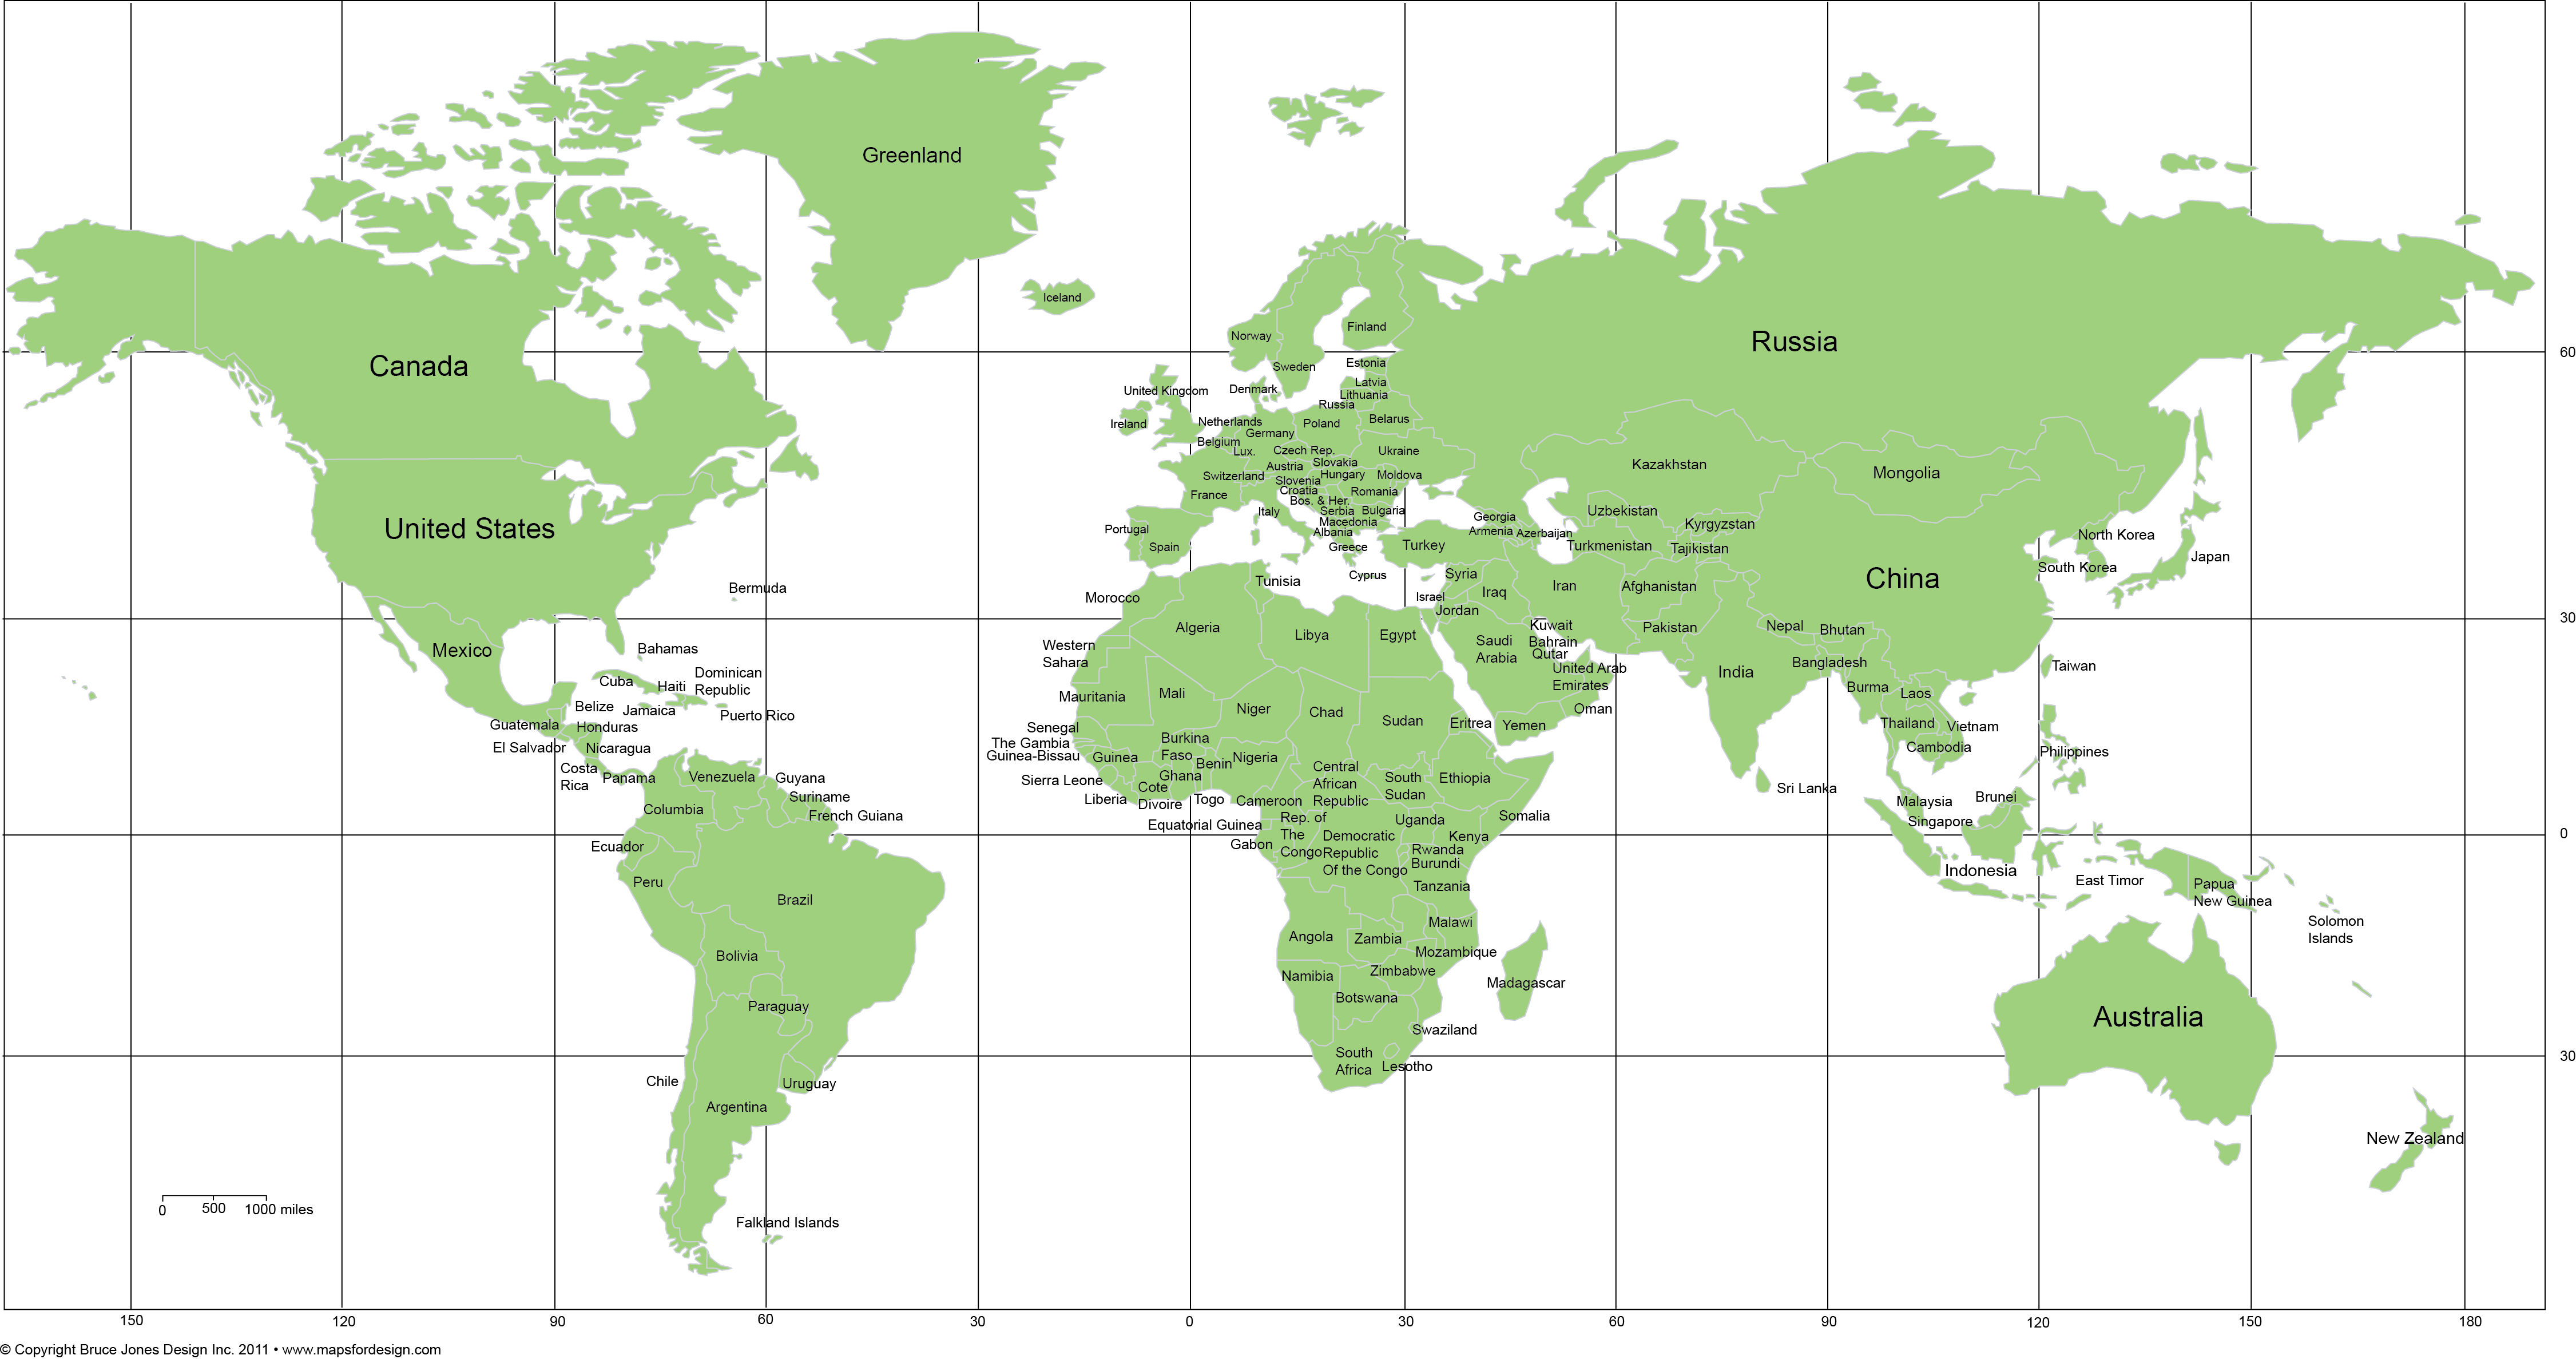 Greenland
Iceland
Canada
United States
Mexico
Bermuda
Bahamas
Cuba
Haiti
Dominican
Republic
Jamaica
Puerto Rico
Belize
Guatemala
Honduras
El Salvador
Nicaragua
Costa
Rica
Panama
Venezuela
Guyana
Suriname
French Guiana
Columbia
Ecuador
Peru
Brazil
Bolivia
Paraguay
Chile
Uruguay
Argentina
Falkland Islands
Norway
Sweden
Finland
Estonia
Latvia
Lithuania
Russia
Denmark
United Kingdom
Ireland
Netherlands
Belgium
Lux.
Germany
Poland
Belarus
Czech Rep.
Slovakia
Ukraine
Austria
Hungary
Moldova
Switzerland
Slovenia
Croatia
Romania
France
Bos. & Her.
Serbia
Bulgaria
Italy
Macedonia
Albania
Greece
Portugal
Spain
Turkey
Cyprus
Georgia
Armenia
Azerbaijan
Russia
Kazakhstan
Mongolia
Uzbekistan
Kyrgyzstan
Turkmenistan
Tajikistan
China
North Korea
South Korea
Japan
Syria
Iraq
Iran
Afghanistan
Israel
Jordan
Kuwait
Bahrain
Qutar
Saudi
Arabia
United Arab
Emirates
Oman
Yemen
Pakistan
Nepal
Bhutan
India
Bangladesh
Burma
Laos
Thailand
Vietnam
Cambodia
Taiwan
Philippines
Sri Lanka
Malaysia
Brunei
Singapore
Indonesia
East Timor
Papua
New Guinea
Solomon
Islands
Australia
New Zealand
Tunisia
Morocco
Algeria
Libya
Egypt
Western
Sahara
Mauritania
Mali
Niger
Chad
Sudan
Eritrea
Senegal
The Gambia
Guinea-Bissau
Guinea
Sierra Leone
Liberia
Burkina
Faso
Benin
Nigeria
Ghana
Cote
Divoire
Togo
Cameroon
Central
African
Republic
South
Sudan
Ethiopia
Somalia
Equatorial Guinea
Gabon
Rep. of
The
Congo
Democratic
Republic
Of the Congo
Uganda
Kenya
Rwanda
Burundi
Tanzania
Malawi
Angola
Zambia
Mozambique
Zimbabwe
Namibia
Botswana
Madagascar
Swaziland
South
Africa
Lesotho
60
30
0
30
0
500
1000 miles
150
120
90
60
30
0
30
60
90
120
150
180
© Copyright Bruce Jones Design Inc. 2011 • www.mapsfordesign.com